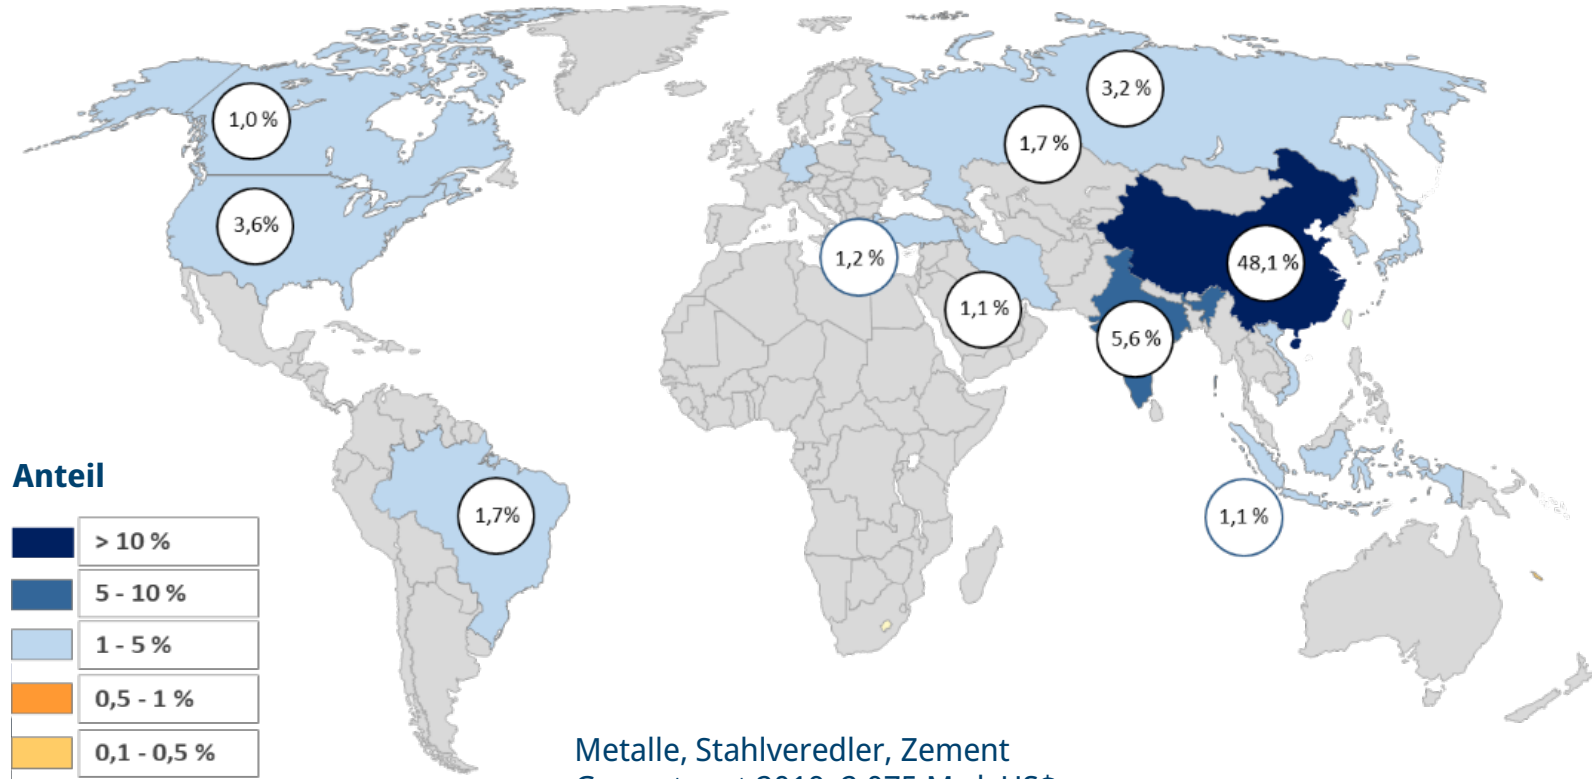 1,0 %
3,2 %
1,7 %
3,6%
1,2 %
48,1 %
1,1 %
5,6 %
1,7%
1,1 %
Anteil
> 10 %
5 - 10 %
1 - 5 %
0,5 - 1 %
0,1 - 0,5 %
Metalle, Stahlveredler, Zement